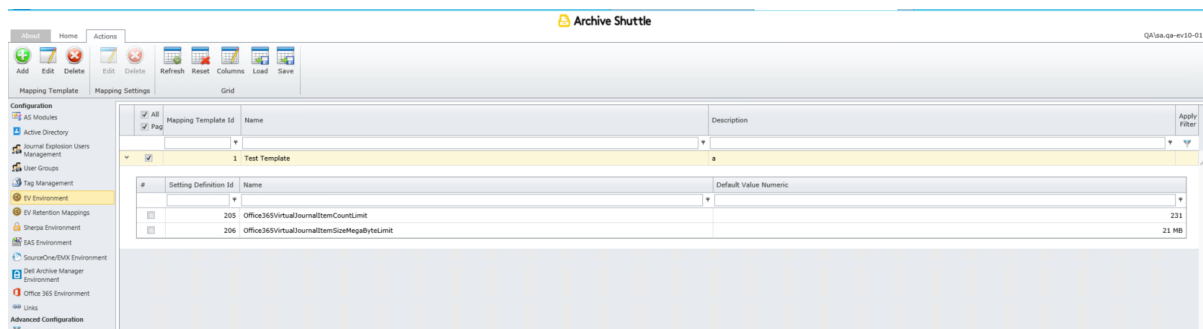 Archive Shuttle
About Home Actions
QA\sa.qa-ev10-01
Add Edit Delete Edit Delete Refresh Reset Columns Load Save
Mapping Template Mapping Settings Grid
Configuration
AS Modules
Active Directory
Journal Explosion Users
Management
User Groups
Tag Management
EV Environment
EV Retention Mappings
Sherpa Environment
EAS Environment
SourceOne/EMX Environment
Dell Archive Manager
Environment
Office 365 Environment
Links
Advanced Configuration
All
Pag
Mapping Template Id Name Description Apply
Filter
1 Test Template a
# Setting Definition Id Name Default Value Numeric
205 Office365VirtualJournalItemCountLimit 231
206 Office365VirtualJournalItemSizeMegaByteLimit 21 MB